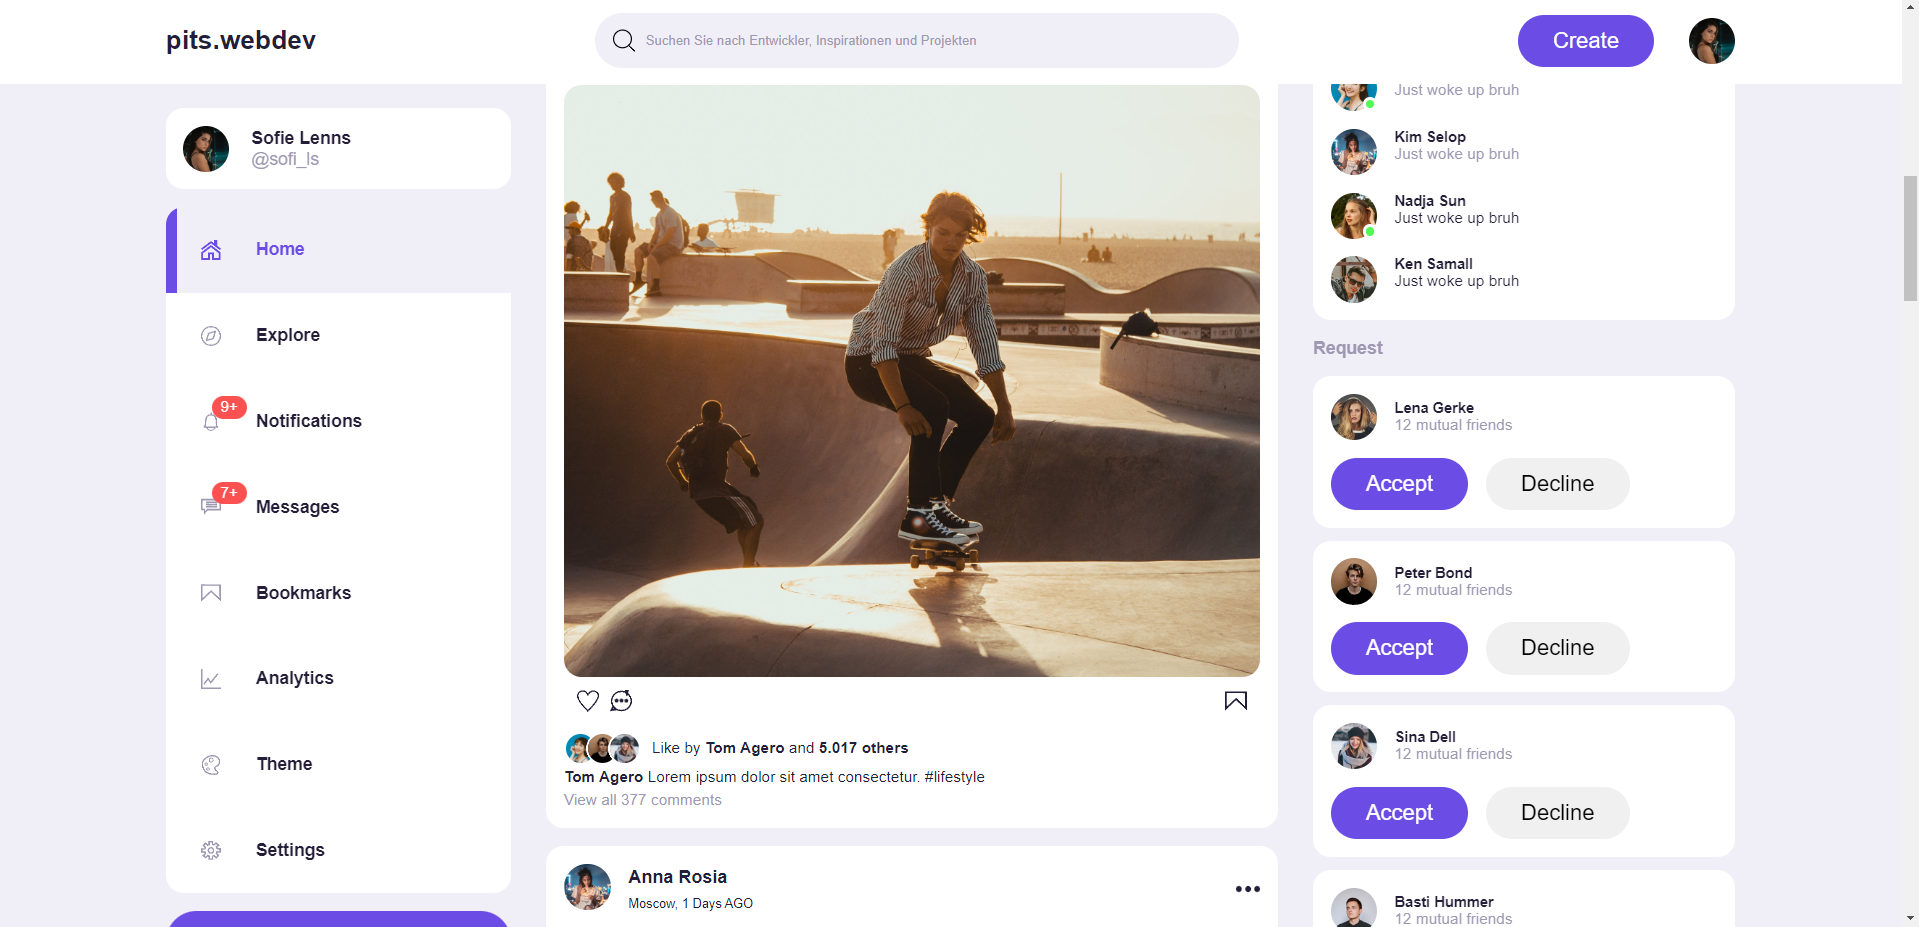 pits.webdev
Suchen Sie nach Entwickler, Inspirationen und Projekten
Create
Sofie Lenns
@sofi_ls
Home
Explore
9+
Notifications
7+
Messages
Bookmarks
Analytics
Theme
Settings
Like by Tom Agero and 5.017 others
Tom Agero Lorem ipsum dolor sit amet consectetur. #lifestyle
View all 377 comments
Anna Rosia
Moscow, 1 Days AGO
Just woke up bruh
Kim Selop
Just woke up bruh
Nadja Sun
Just woke up bruh
Ken Samall
Just woke up bruh
Request
Lena Gerke
12 mutual friends
Accept
Decline
Peter Bond
12 mutual friends
Accept
Decline
Sina Dell
12 mutual friends
Accept
Decline
Basti Hummer
12 mutual friends